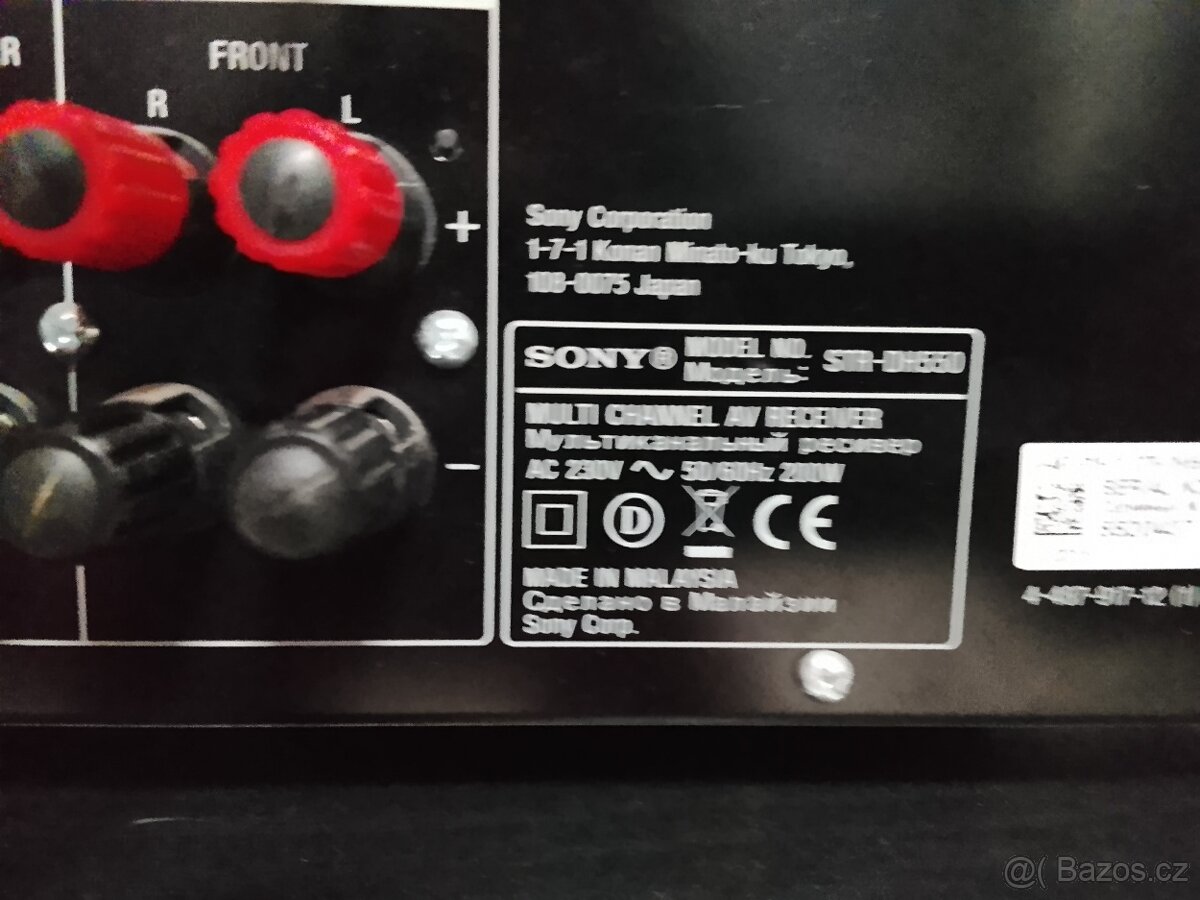 FRONT
R L
+
Sony Corporation
1-7-1 Konan Minato-ku Tokyo,
108-0075 Japan
SONY® MODEL NO. STR-DH550
Модель:
MULTI CHANNEL AV RECEIVER
Мультиканальный ресивер
AC 230V ~ 50/60Hz 200W
−
D CE
MADE IN MALAYSIA
Сделано в Малайзии
Sony Corp.
@( Bazos.cz